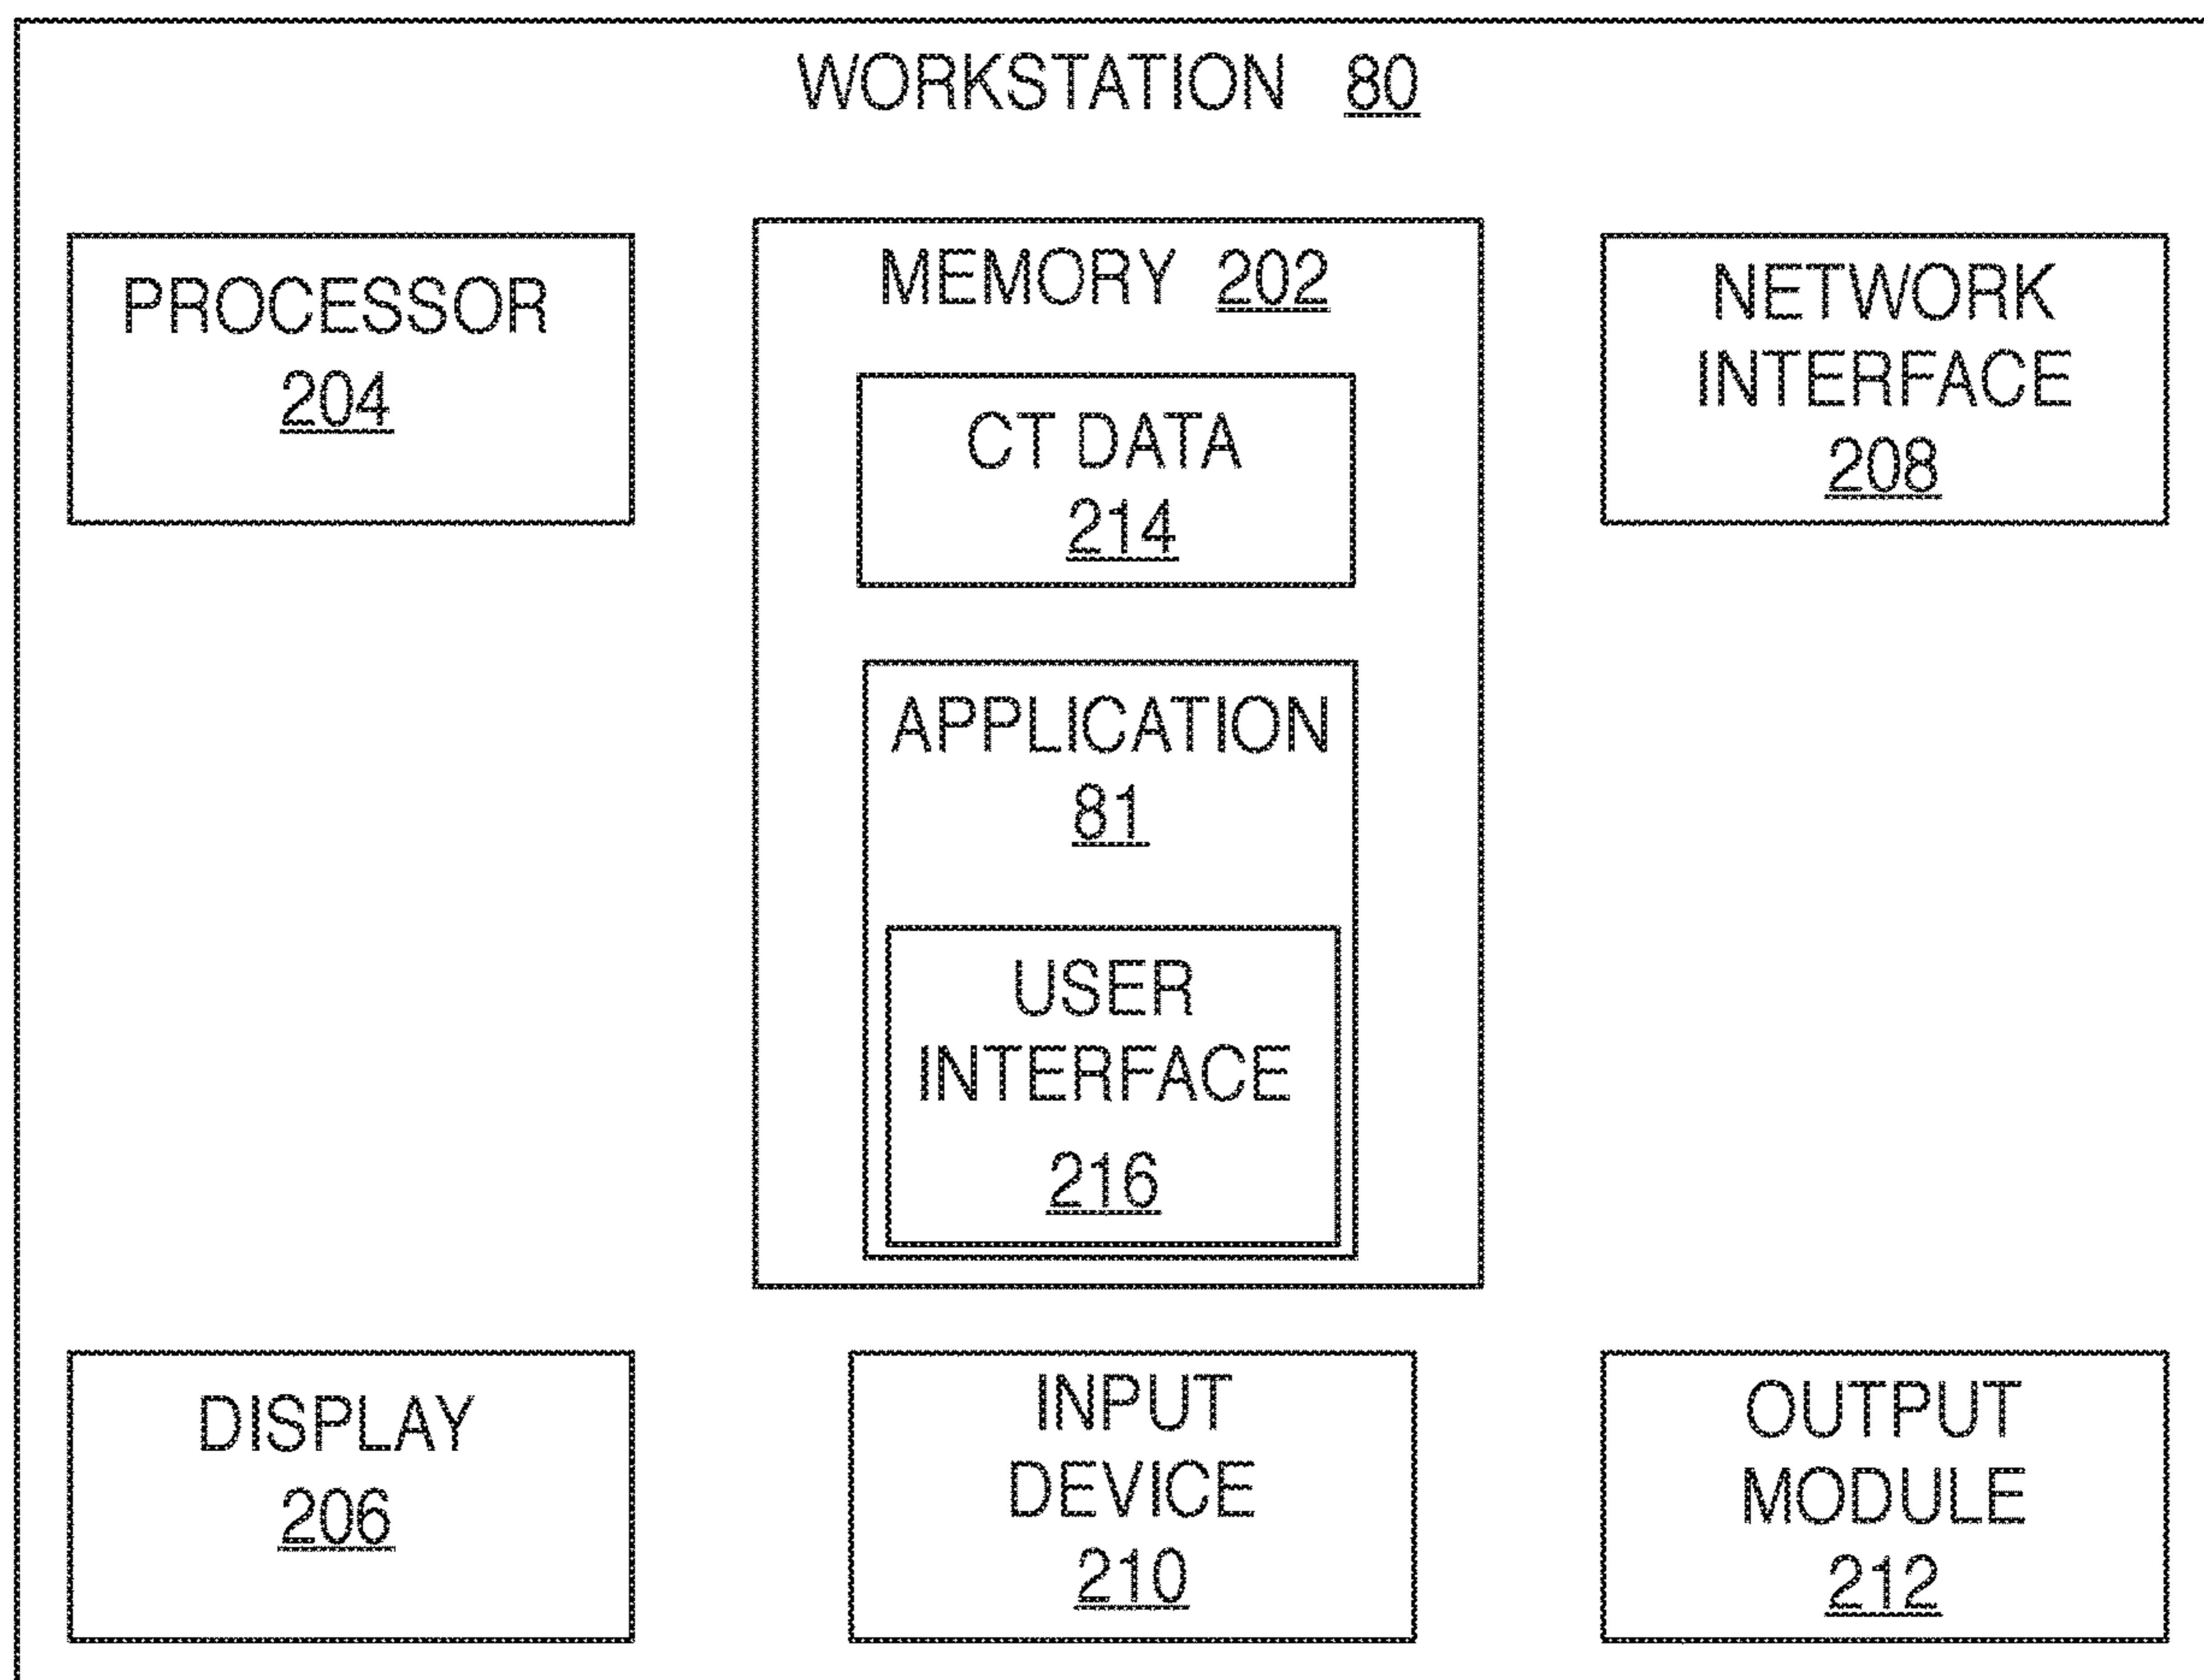 WORKSTATION 80
PROCESSOR
204
MEMORY 202
CT DATA
214
APPLICATION
81
USER
INTERFACE
216
NETWORK
INTERFACE
208
DISPLAY
206
INPUT
DEVICE
210
OUTPUT
MODULE
212